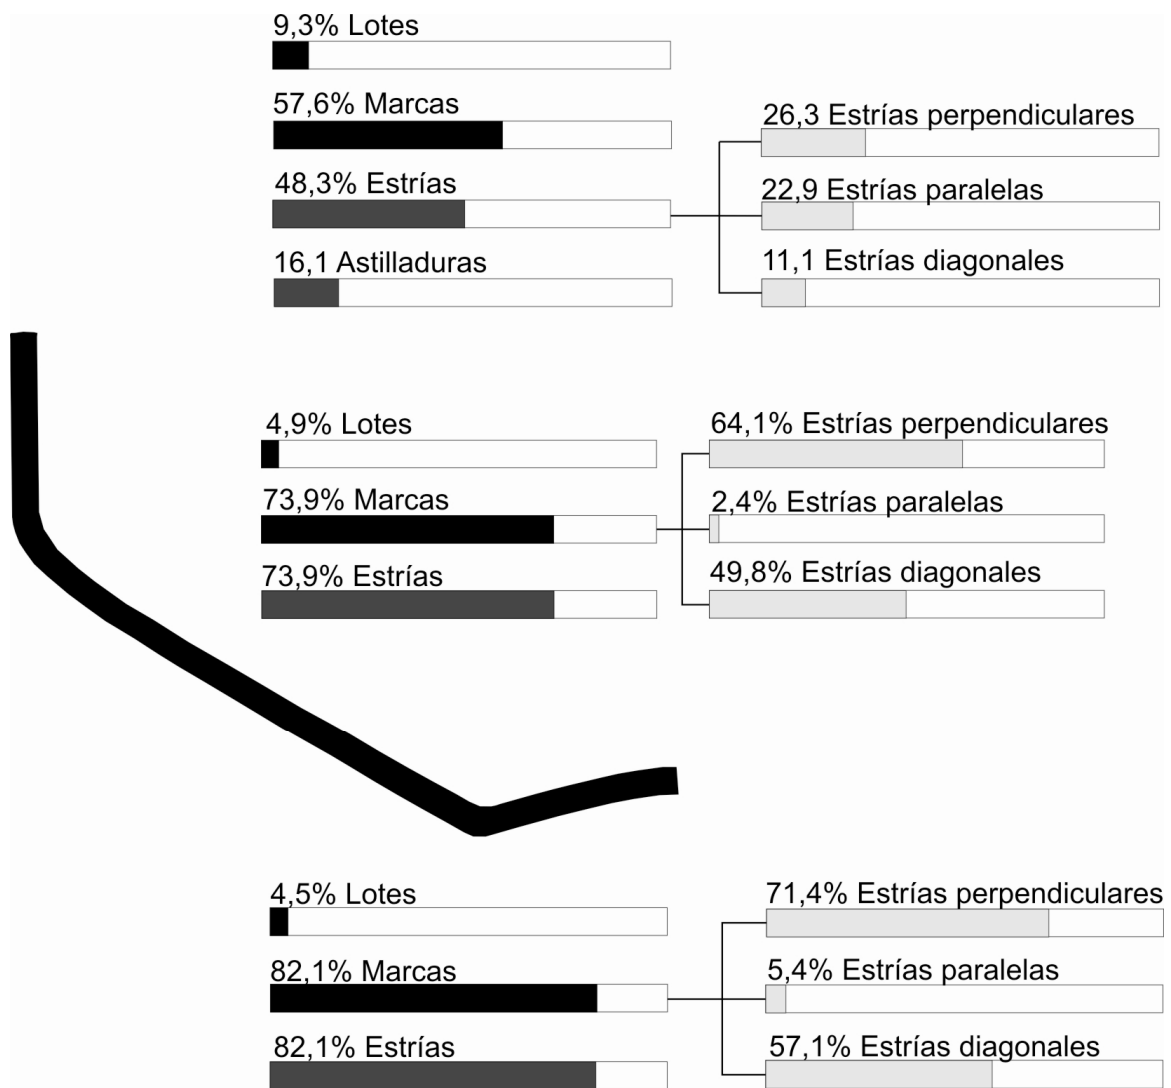 9,3% Lotes
57,6% Marcas
48,3% Estrías
16,1 Astilladuras
26,3 Estrías perpendiculares
22,9 Estrías paralelas
11,1 Estrías diagonales
4,9% Lotes
73,9% Marcas
73,9% Estrías
64,1% Estrías perpendiculares
2,4% Estrías paralelas
49,8% Estrías diagonales
4,5% Lotes
82,1% Marcas
82,1% Estrías
71,4% Estrías perpendiculares
5,4% Estrías paralelas
57,1% Estrías diagonales